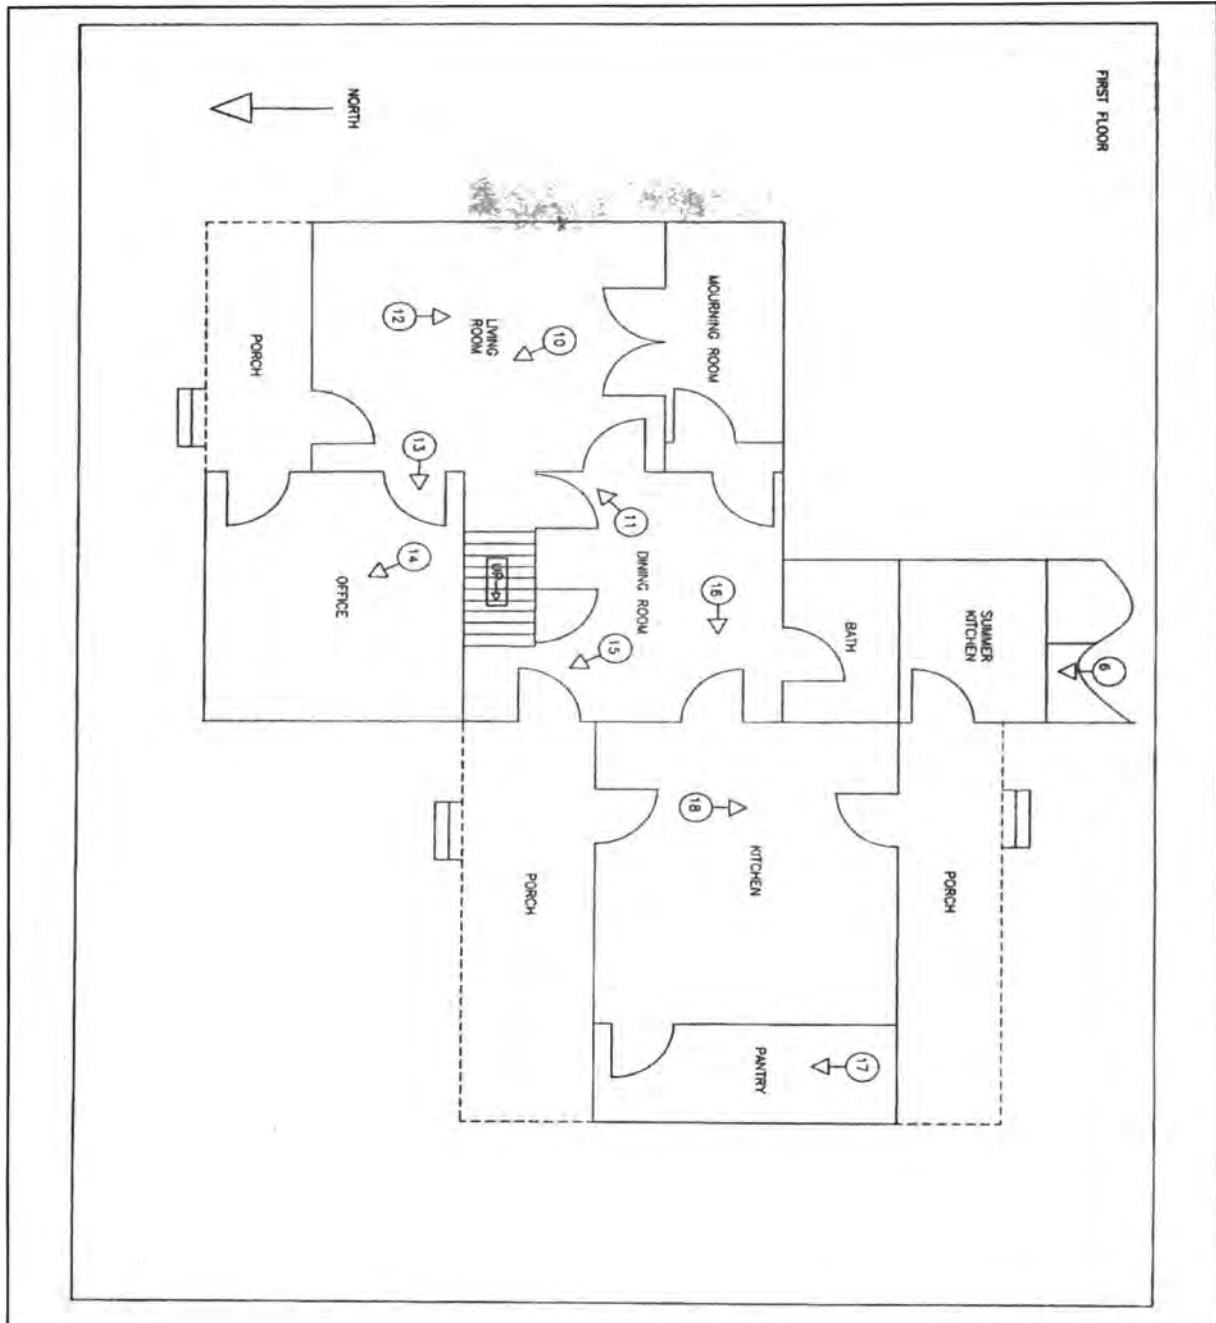 FIRST FLOOR
6
SUMMER
KITCHEN
PORCH
17
BATH
PANTRY
KITCHEN
16
MOURNING ROOM
18
DINING ROOM
11
15
10
PORCH
UP
LIVING
ROOM
13
14
12
NORTH
OFFICE
PORCH